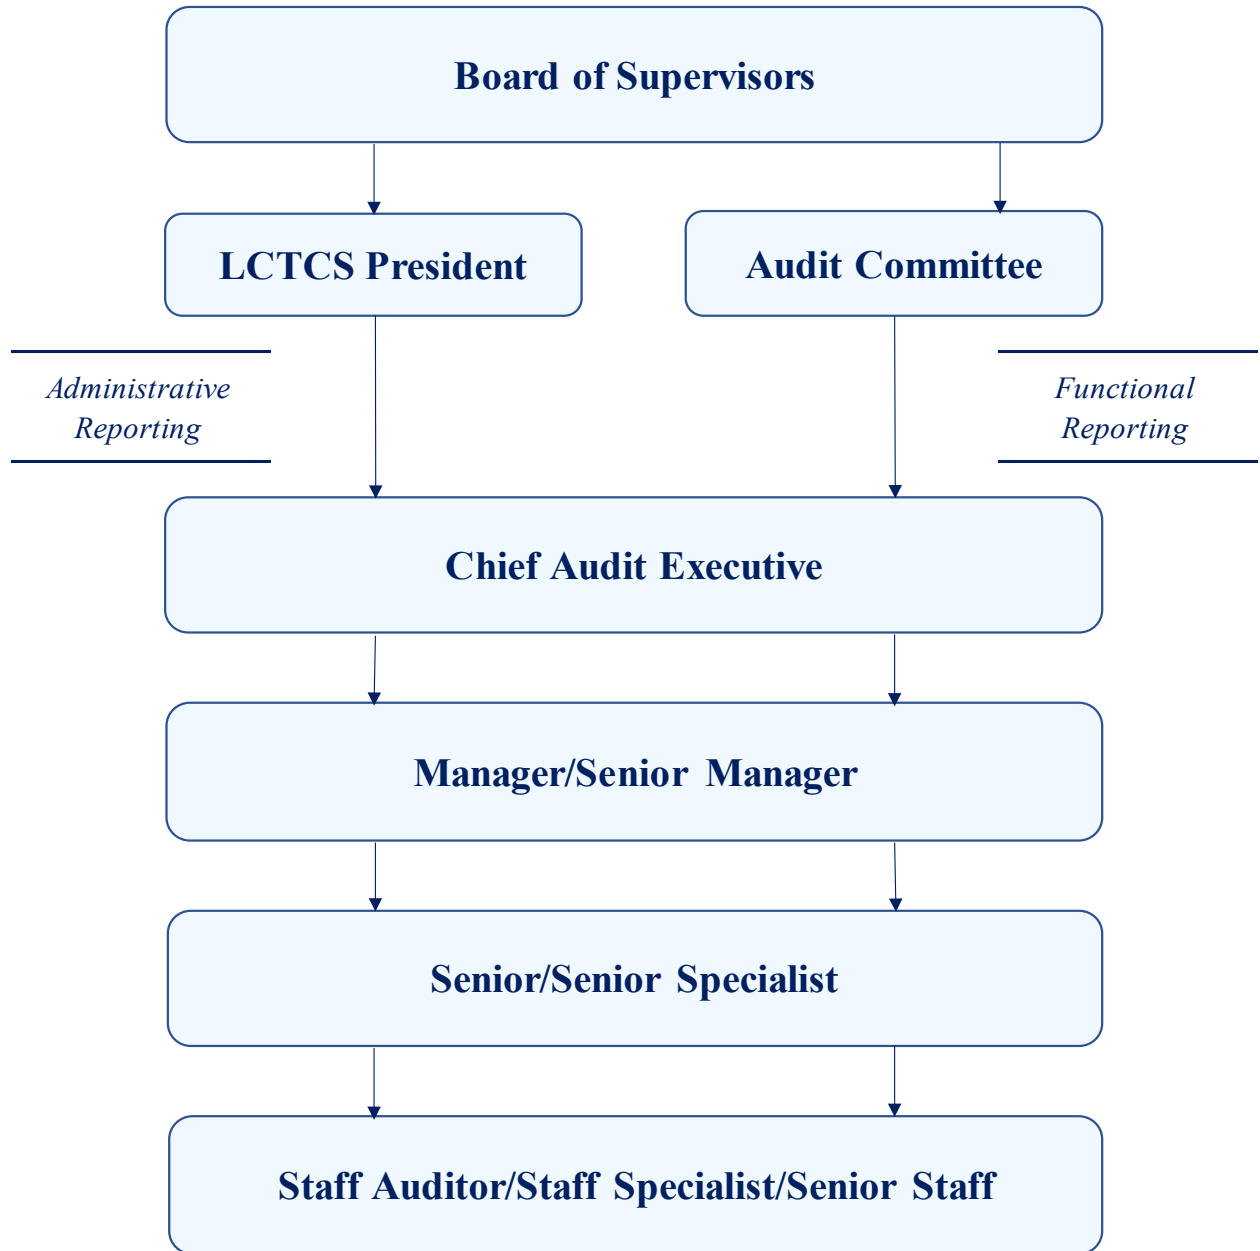 Board of Supervisors
LCTCS President
Audit Committee
Administrative
Reporting
Functional
Reporting
Chief Audit Executive
Manager/Senior Manager
Senior/Senior Specialist
Staff Auditor/Staff Specialist/Senior Staff